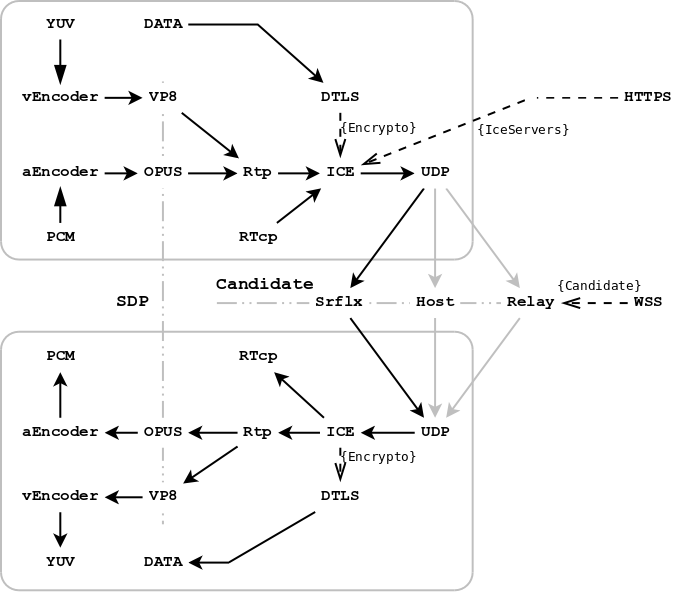 YUV DATA
vEncoder VP8 DTLS HTTPS
{Encrypto} {IceServers}
aEncoder OPUS Rtp ICE UDP
PCM RTcp
Candidate {Candidate}
SDP Srflx Host Relay WSS
PCM RTcp
aEncoder OPUS Rtp ICE UDP
{Encrypto}
vEncoder VP8 DTLS
YUV DATA